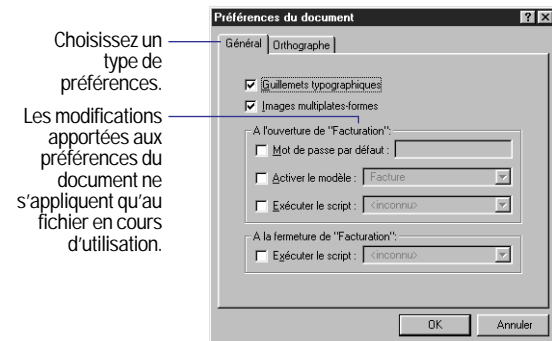 Choisissez un
type de
préférences.
Les modifications
apportées aux
préférences du
document ne
s'appliquent qu'au
fichier en cours
d'utilisation.
Préférences du document
Général
Orthographe
Guillemets typographiques
Images multiplates-formes
A l'ouverture de "Facturation":
Mot de passe par défaut :
Activer le modèle : Facture
Exécuter le script : <inconnu>
A la fermeture de "Facturation":
Exécuter le script : <inconnu>
OK
Annuler